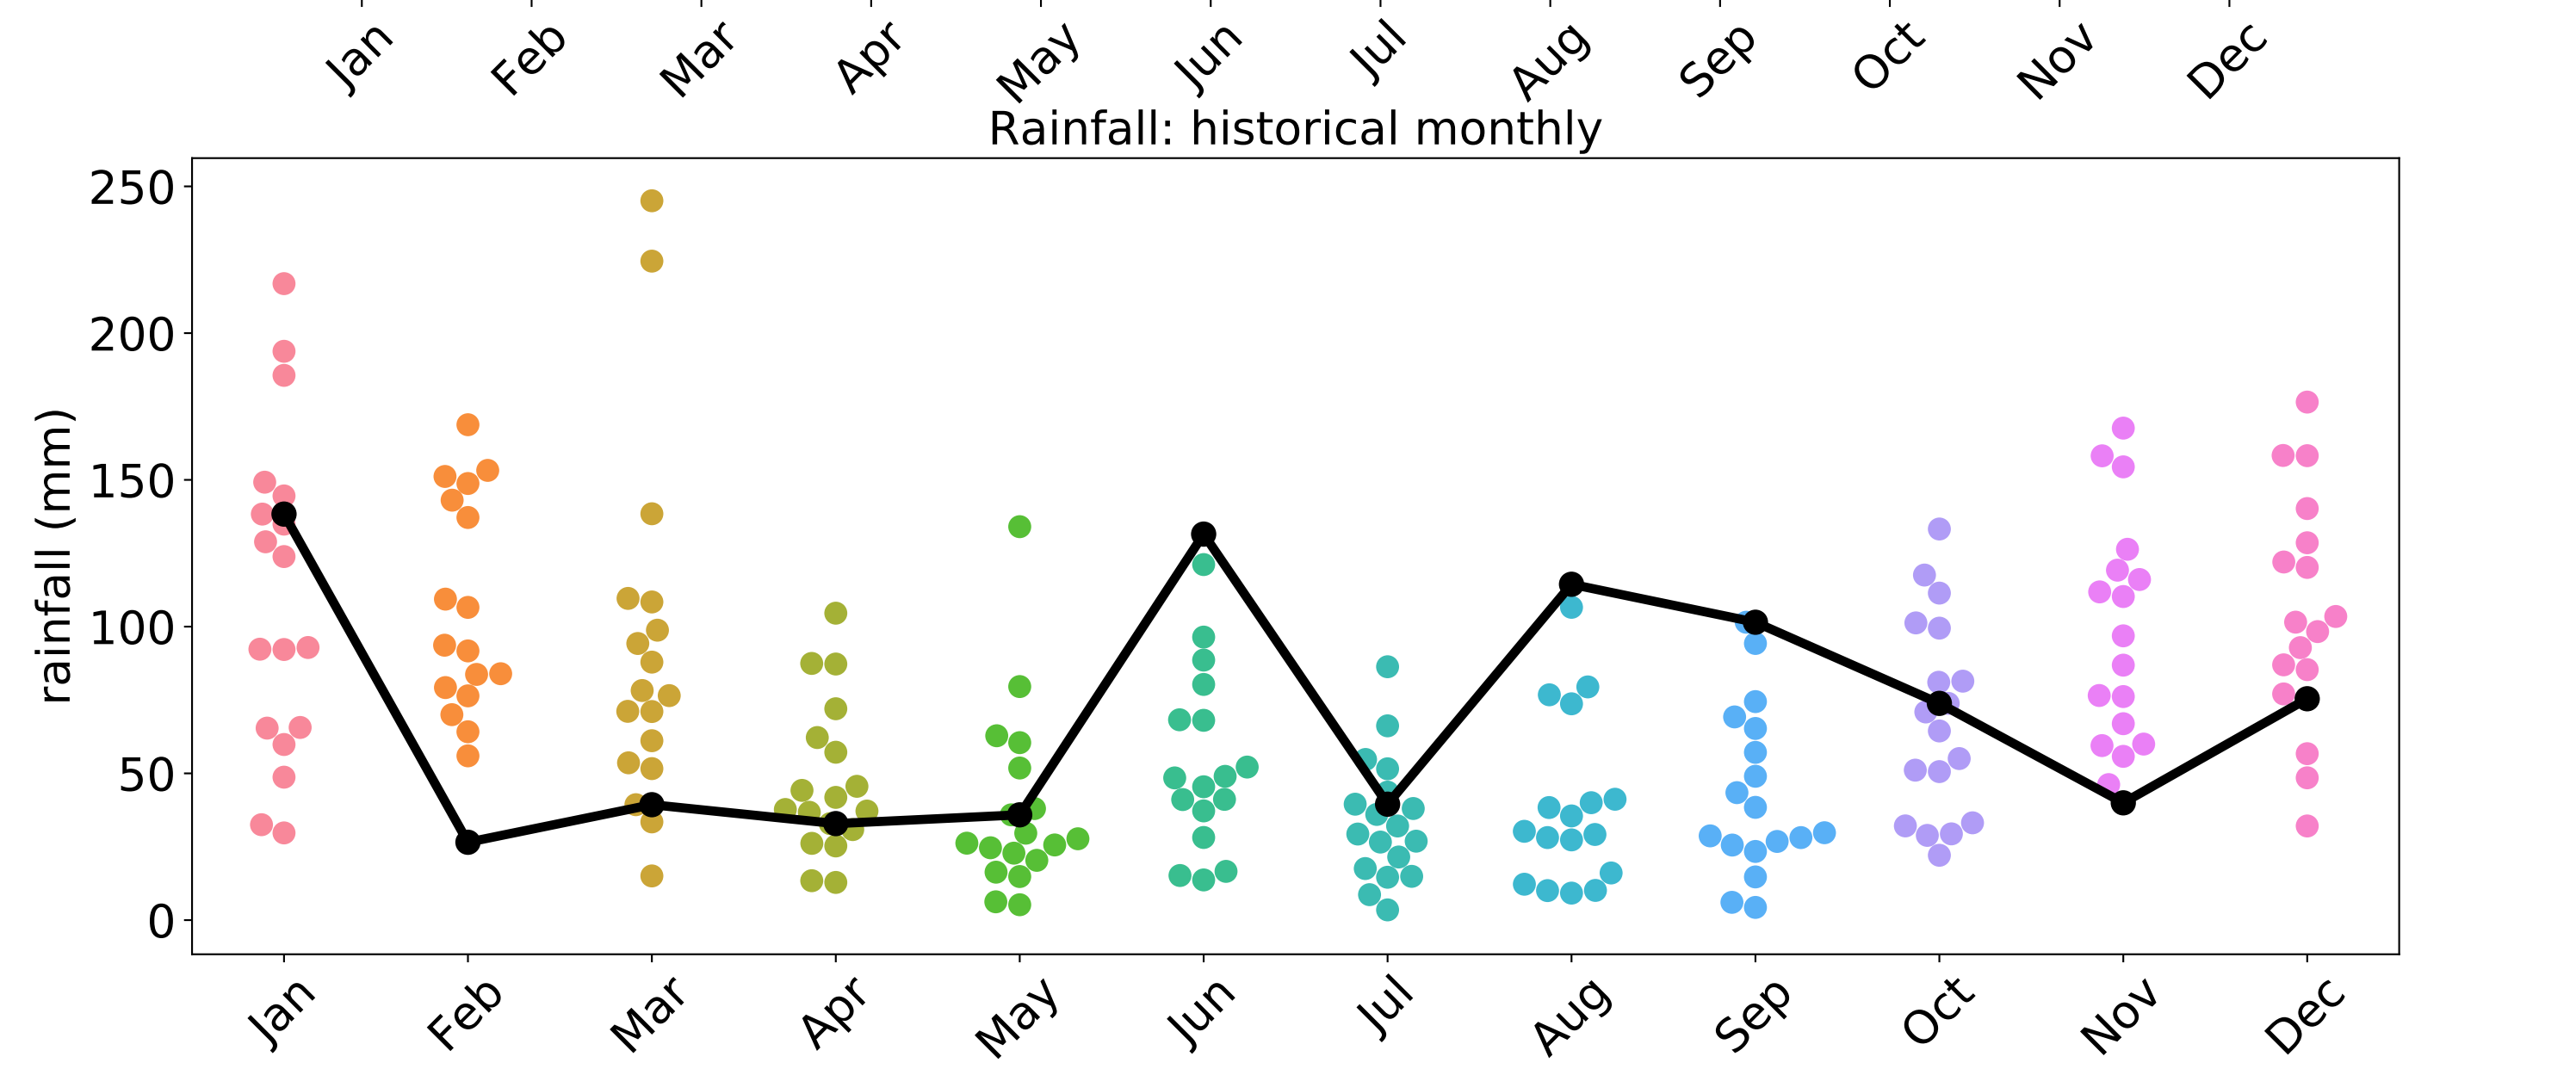 Jan Feb Mar Apr May Jun Jul Aug Sep Oct Nov Dec
Rainfall: historical monthly
rainfall (mm)
250
200
150
100
50
0
Jan Feb Mar Apr May Jun Jul Aug Sep Oct Nov Dec